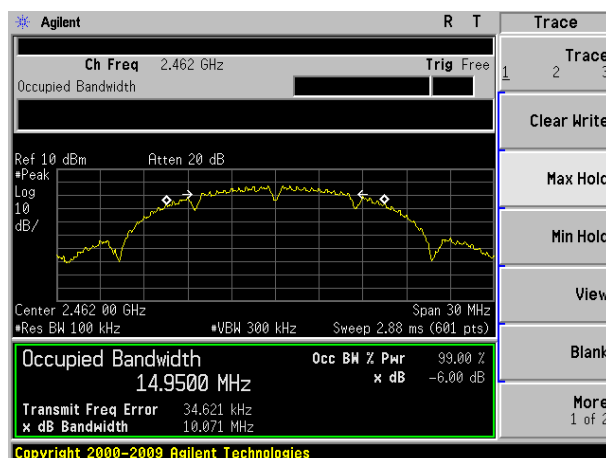 Agilent R T Trace
Ch Freq 2.462 GHz Trig Free
Occupied Bandwidth
Trace
1 2 3
Clear Write
Max Hold
Min Hold
View
Blank
More
1 of 2
Ref 10 dBm Atten 20 dB
#Peak
Log
10
dB/
Center 2.462 00 GHz Span 30 MHz
#Res BW 100 kHz #VBW 300 kHz Sweep 2.88 ms (601 pts)
Occupied Bandwidth Occ BW % Pwr 99.00 %
14.9500 MHz x dB -6.00 dB
Transmit Freq Error 34.621 kHz
x dB Bandwidth 10.071 MHz
Copyright 2000-2009 Agilent Technologies